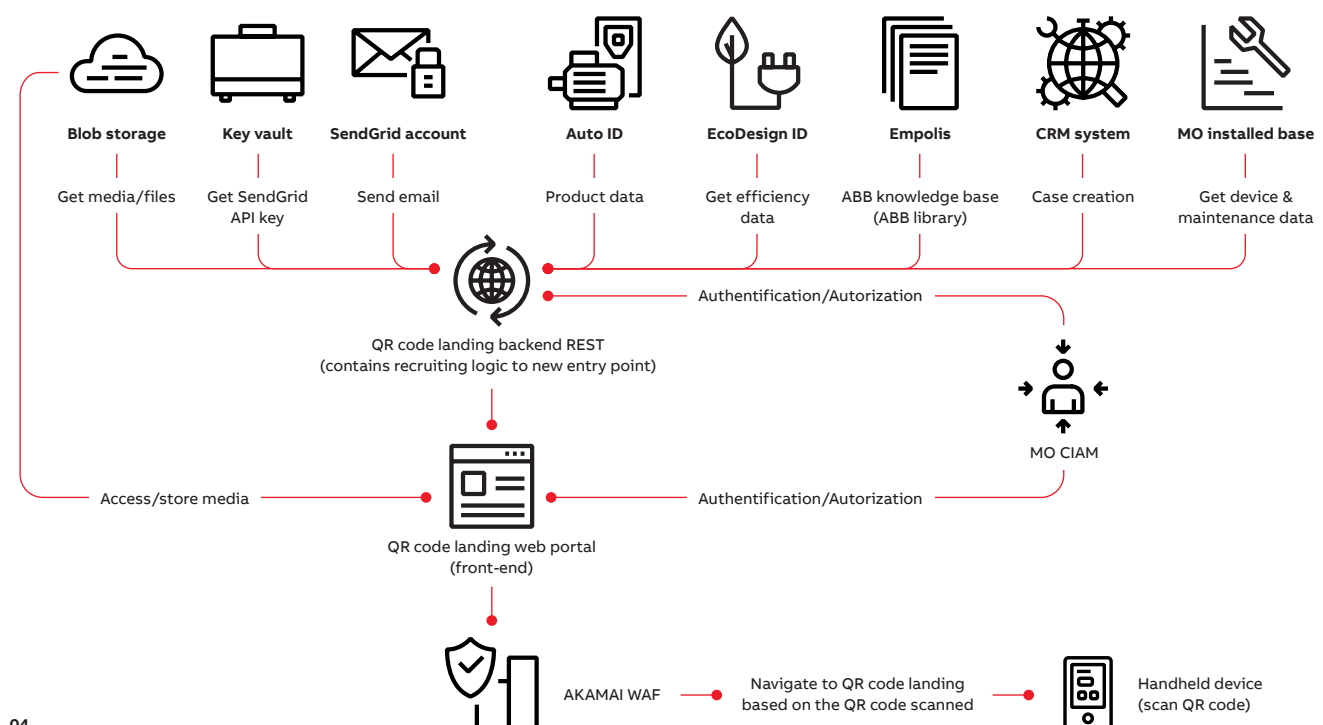 Blob storage
Key vault
SendGrid account
Auto ID
EcoDesign ID
Empolis
CRM system
MO installed base
Get media/files
Get SendGrid
API key
Send email
Product data
Get efficiency
data
ABB knowledge base
(ABB library)
Case creation
Get device &
maintenance data
Authentification/Autorization
QR code landing backend REST
(contains recruiting logic to new entry point)
MO CIAM
Access/store media
Authentification/Autorization
QR code landing web portal
(front-end)
AKAMAI WAF
Navigate to QR code landing
based on the QR code scanned
Handheld device
(scan QR code)
04